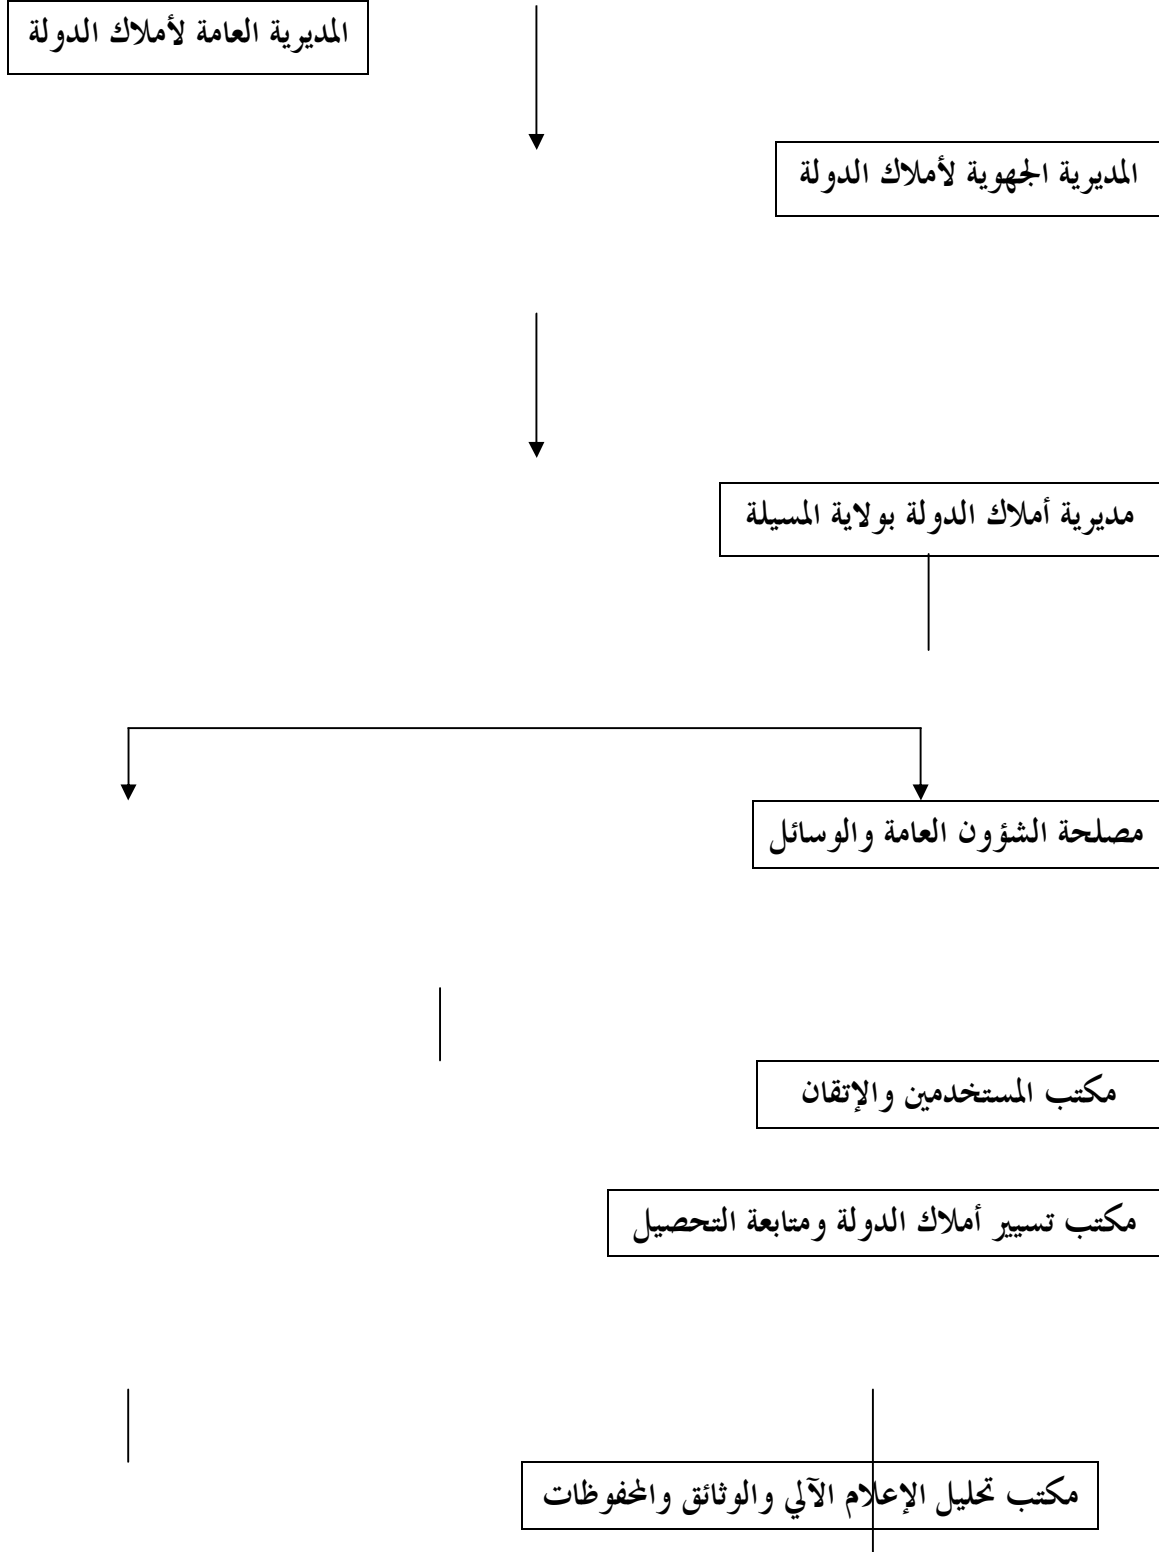 المديرية العامة لأملاك الدولة
المديرية الجهوية لأملاك الدولة
مديرية أملاك الدولة بولاية المسيلة
مصلحة الشؤون العامة والوسائل
مكتب المستخدمين والإتقان
مكتب تسيير أملاك الدولة ومتابعة التحصيل
مكتب تحليل الإعلام الآلي والوثائق والمحفوظات